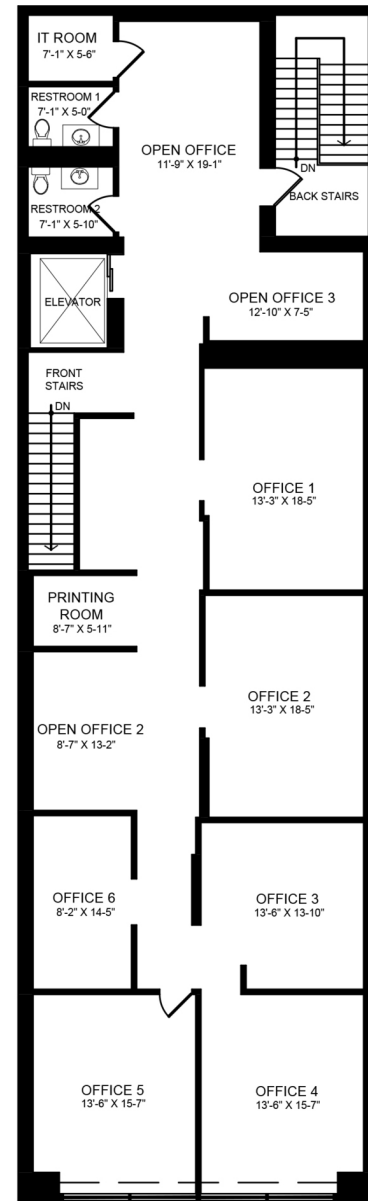 IT ROOM
7'-1" X 5-6"
RESTROOM 1
7'-1" X 5-0"
OPEN OFFICE
11'-9" X 19-1"
DN
BACK STAIRS
RESTROOM 2
7'-1" X 5-10"
ELEVATOR
OPEN OFFICE 3
12'-10" X 7-5"
FRONT
STAIRS
DN
OFFICE 1
13'-3" X 18-5"
PRINTING
ROOM
8'-7" X 5-11"
OFFICE 2
13'-3" X 18-5"
OPEN OFFICE 2
8'-7" X 13-2"
OFFICE 6
8'-2" X 14-5"
OFFICE 3
13'-6" X 13-10"
OFFICE 5
13'-6" X 15-7"
OFFICE 4
13'-6" X 15-7"